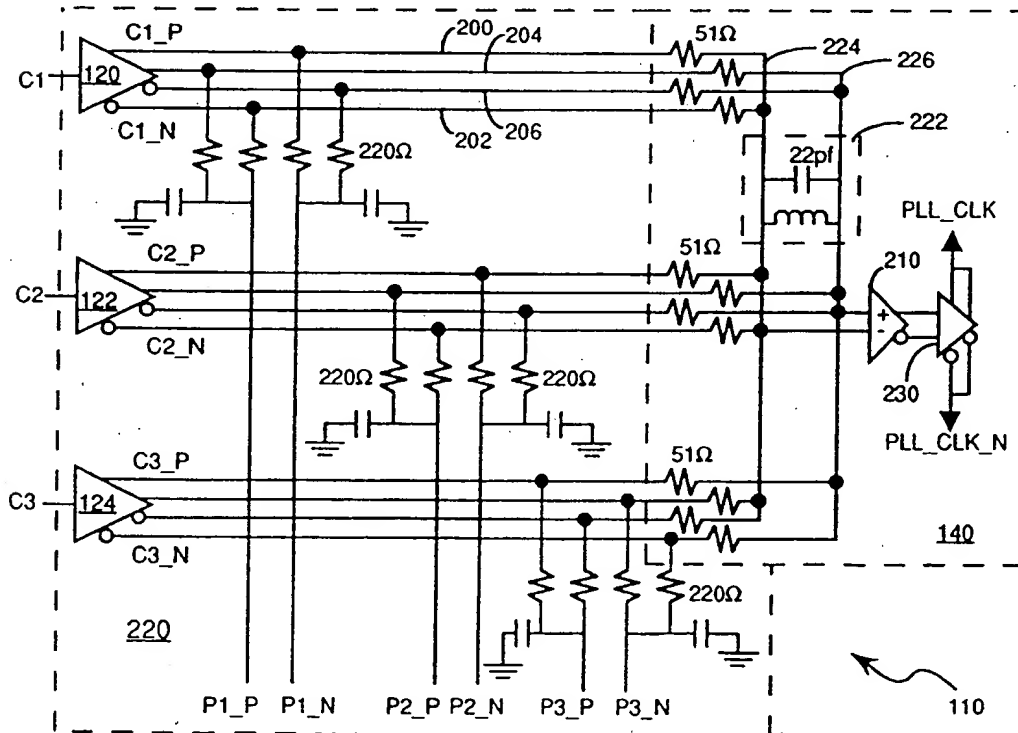 C1_P
200
204
51Ω
224
226
C1
120
C1_N
202
206
222
220Ω
22pf
PLL_CLK
C2_P
51Ω
210
C2
122
+
-
C2_N
230
220Ω
220Ω
PLL_CLK_N
C3_P
51Ω
C3
124
C3_N
140
220Ω
220
P1_P
P1_N
P2_P
P2_N
P3_P
P3_N
110